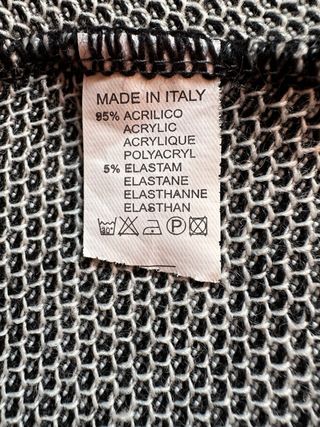 MADE IN ITALY
95% ACRILICO
ACRYLIC
ACRYLIQUE
POLYACRYL
5% ELASTAM
ELASTANE
ELASTHANNE
ELASTHAN
P